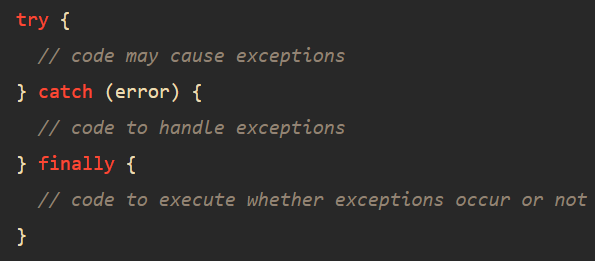 try {
  // code may cause exceptions
} catch (error) {
  // code to handle exceptions
} finally {
  // code to execute whether exceptions occur or not
}